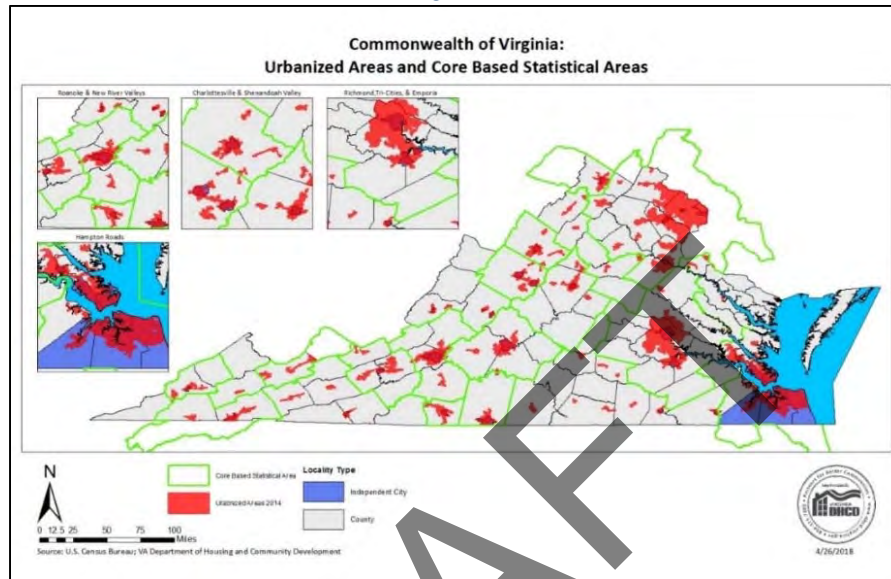 Commonwealth of Virginia:
Urbanized Areas and Core Based Statistical Areas
Roanoke & New River Valleys
Charlottesville & Shenandoah Valley
Richmond,Tri-Cities, & Emporia
Hampton Roads
N
0 12.5 25 50 75 100
Miles
Core Based Statistical Area
Urbanized Areas 2014
Locality Type
Independent City
County
DHCD
4/26/2018
Source: U.S. Census Bureau; VA Department of Housing and Community Development